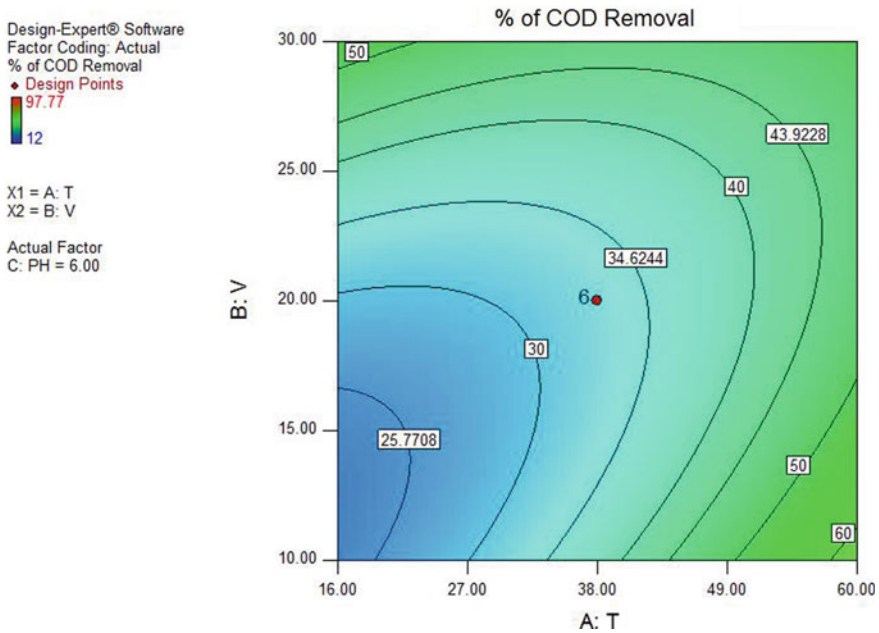 Design-Expert® Software
Factor Coding: Actual
% of COD Removal
Design Points
97.77
12
X1 = A: T
X2 = B: V
Actual Factor
C: PH = 6.00
% of COD Removal
30.00
25.00
20.00
15.00
10.00
B: V
50
43.9228
40
34.6244
6
30
25.7708
50
60
16.00
27.00
38.00
49.00
60.00
A: T